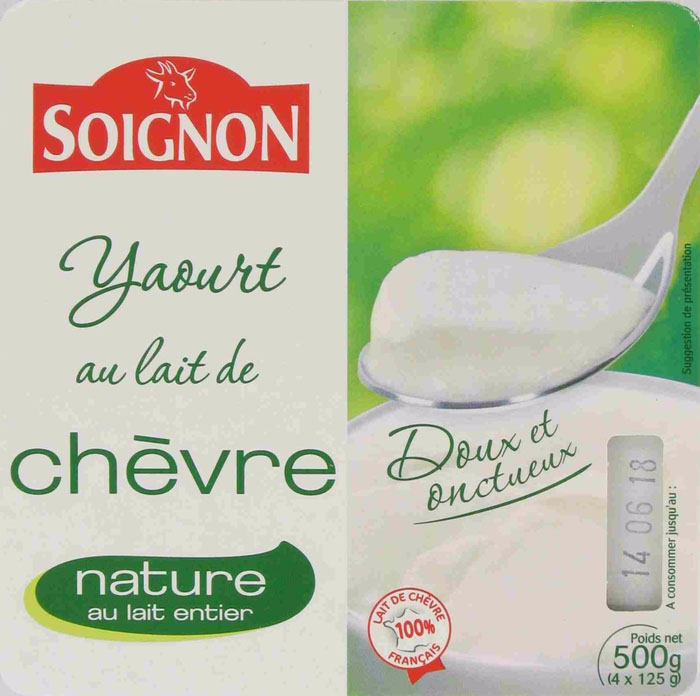 SOIGNON
Yaourt
au lait de
chèvre
nature
au lait entier
Suggestion de présentation
Doux et
onctueux
14 06 18
A consommer jusqu'au :
LAIT DE CHÈVRE
100%
FRANÇAIS
Poids net
500g
(4 x 125 g)